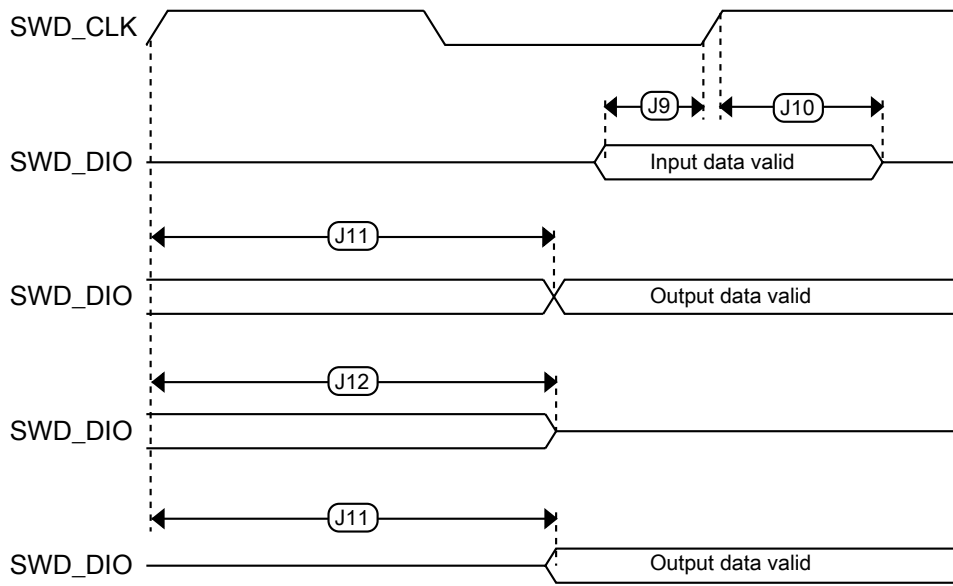 SWD_CLK
J9
J10
SWD_DIO
Input data valid
J11
SWD_DIO
Output data valid
J12
SWD_DIO
J11
SWD_DIO
Output data valid